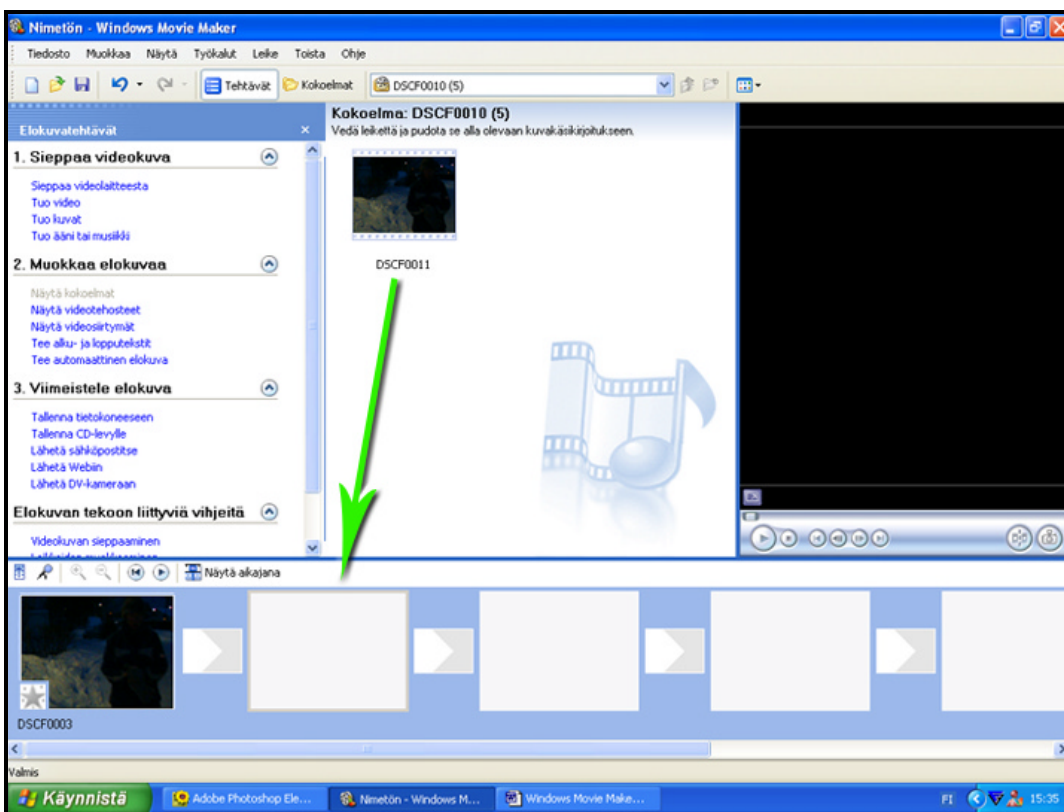 Nimetön - Windows Movie Maker
Tiedosto Muokkaa Näytä Työkalut Leike Toista Ohje
Tehtävät Kokoelmat DSCF0010 (5)
Elokuvatehtävät
1. Sieppaa videokuva
Sieppaa videolaitteesta
Tuo video
Tuo kuvat
Tuo ääni tai musiikki
2. Muokkaa elokuvaa
Näytä kokoelmat
Näytä videotehosteet
Näytä videosiirtymät
Tee alku- ja lopputekstit
Tee automaattinen elokuva
3. Viimeistele elokuva
Tallenna tietokoneeseen
Tallenna CD-levylle
Lähetä sähköpostitse
Lähetä Webiin
Lähetä DV-kameraan
Elokuvan tekoon liittyviä vihjeitä
Videokuvan sieppaaminen
Kokoelma: DSCF0010 (5)
Vedä leikettä ja pudota se alla olevaan kuvakäsikirjoitukseen.
DSCF0011
Näytä aikajana
DSCF0003
Valmis
Käynnistä Adobe Photoshop Ele... Nimetön - Windows M... Windows Movie Make... FI 15:35